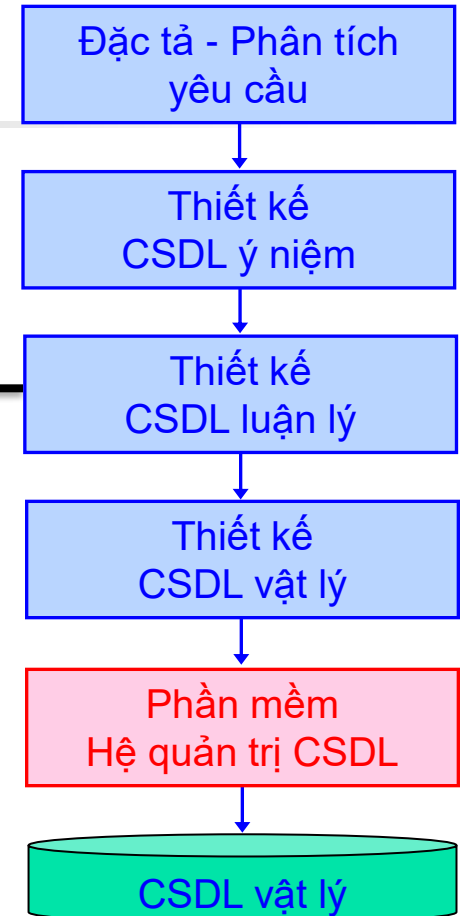 Đặc tả - Phân tích
yêu cầu
Thiết kế
CSDL ý niệm
Thiết kế
CSDL luận lý
Thiết kế
CSDL vật lý
Phần mềm
Hệ quản trị CSDL
CSDL vật lý